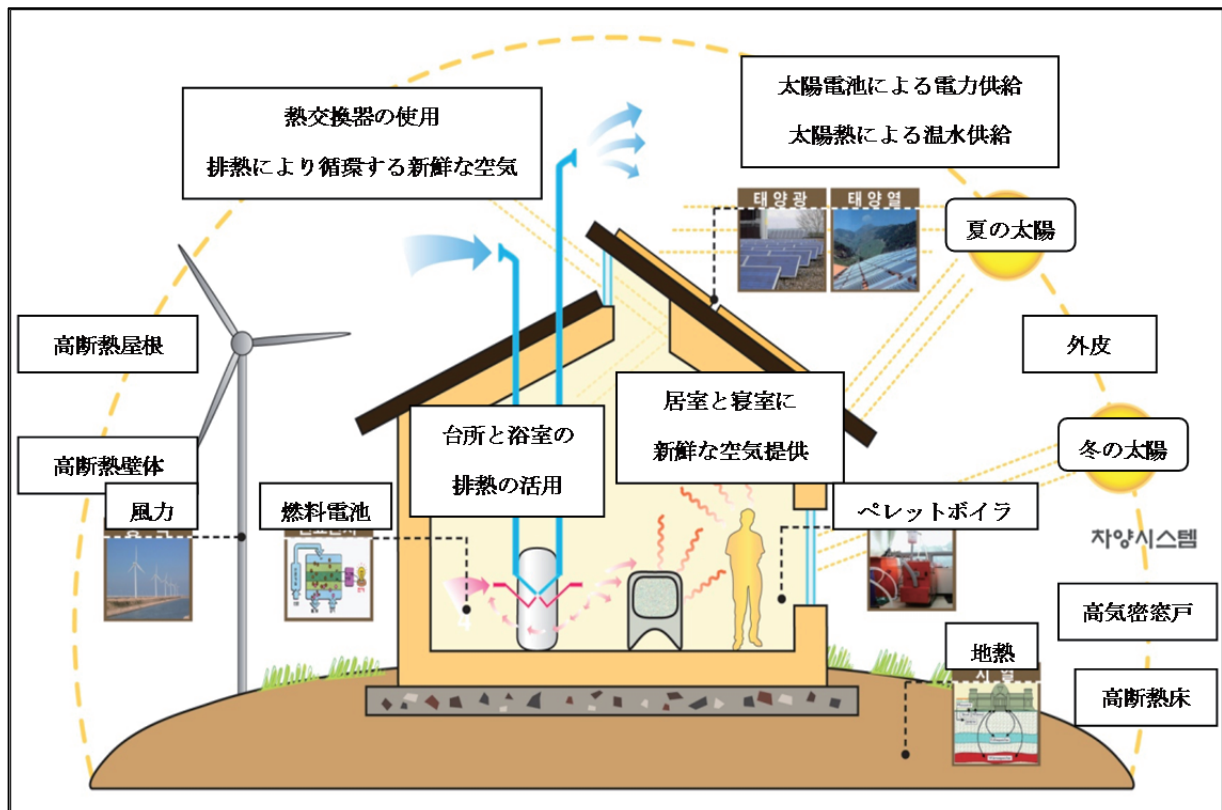 熱交換器の使用
排熱により循環する新鮮な空気
太陽電池による電力供給
太陽熱による温水供給
태양광
태양열
夏の太陽
高断熱屋根
外皮
居室と寝室に
新鮮な空気提供
台所と浴室の
排熱の活用
高断熱壁体
冬の太陽
風力
燃料電池
ペレットボイラ
차양시스템
高気密窓戸
地熱
高断熱床